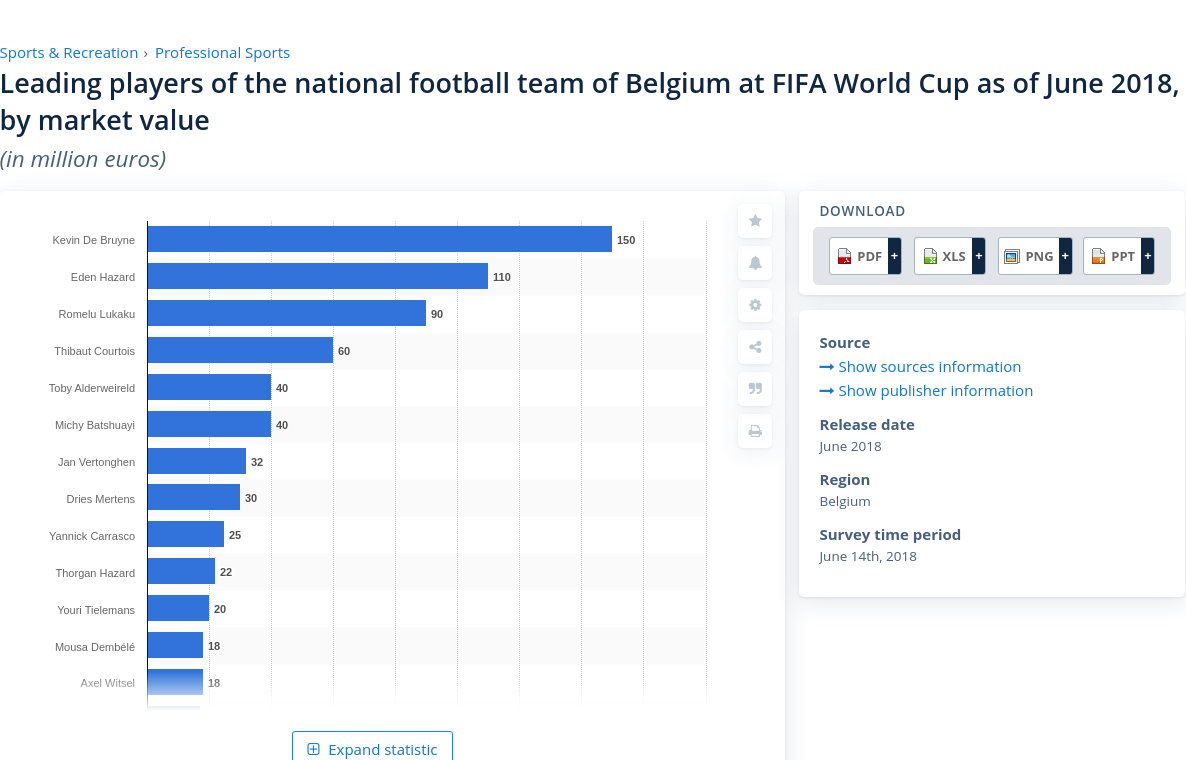 Sports & Recreation › Professional Sports
Leading players of the national football team of Belgium at FIFA World Cup as of June 2018,
by market value
(in million euros)
Kevin De Bruyne 150
Eden Hazard 110
Romelu Lukaku 90
Thibaut Courtois 60
Toby Alderweireld 40
Michy Batshuayi 40
Jan Vertonghen 32
Dries Mertens 30
Yannick Carrasco 25
Thorgan Hazard 22
Youri Tielemans 20
Mousa Dembélé 18
Axel Witsel 18
Expand statistic
DOWNLOAD
PDF + XLS + PNG + PPT +
Source
Show sources information
Show publisher information
Release date
June 2018
Region
Belgium
Survey time period
June 14th, 2018